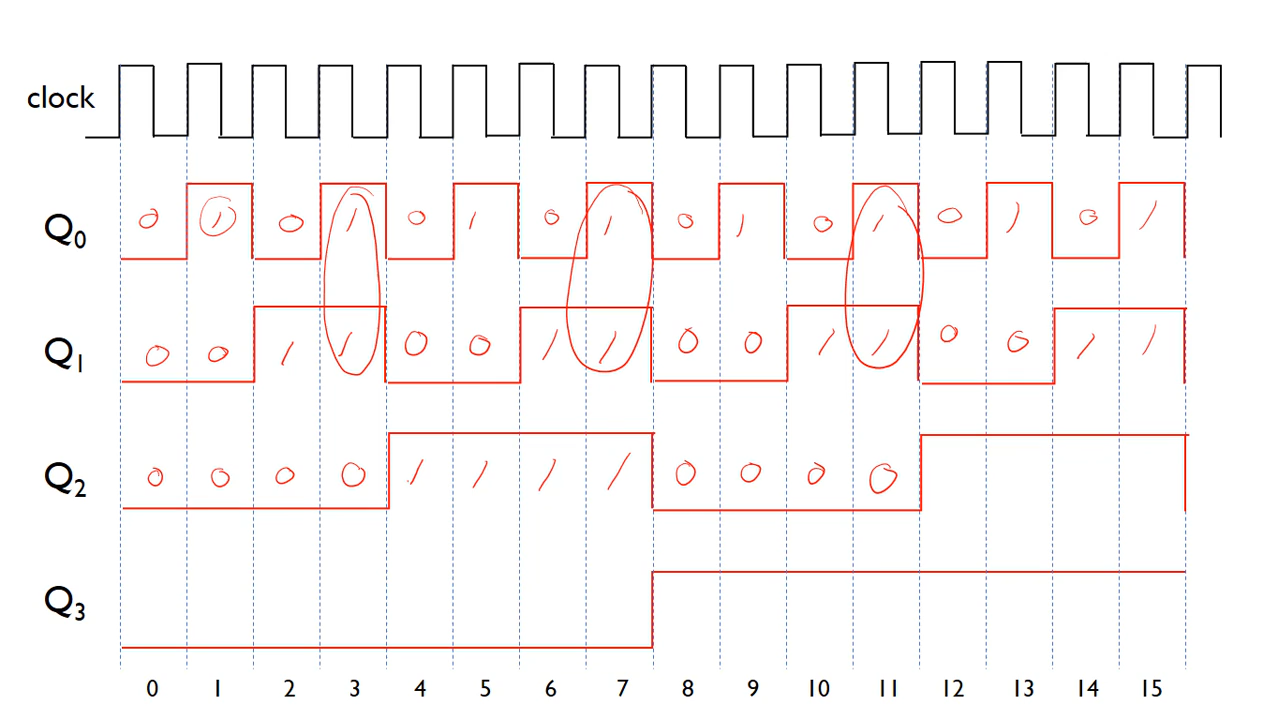 clock
Q0 0 1 0 1 0 1 0 1 0 1 0 1 0 1 0 1
Q1 0 0 1 1 0 0 1 1 0 0 1 1 0 0 1 1
Q2 0 0 0 0 1 1 1 1 0 0 0 0
Q3
0 1 2 3 4 5 6 7 8 9 10 11 12 13 14 15